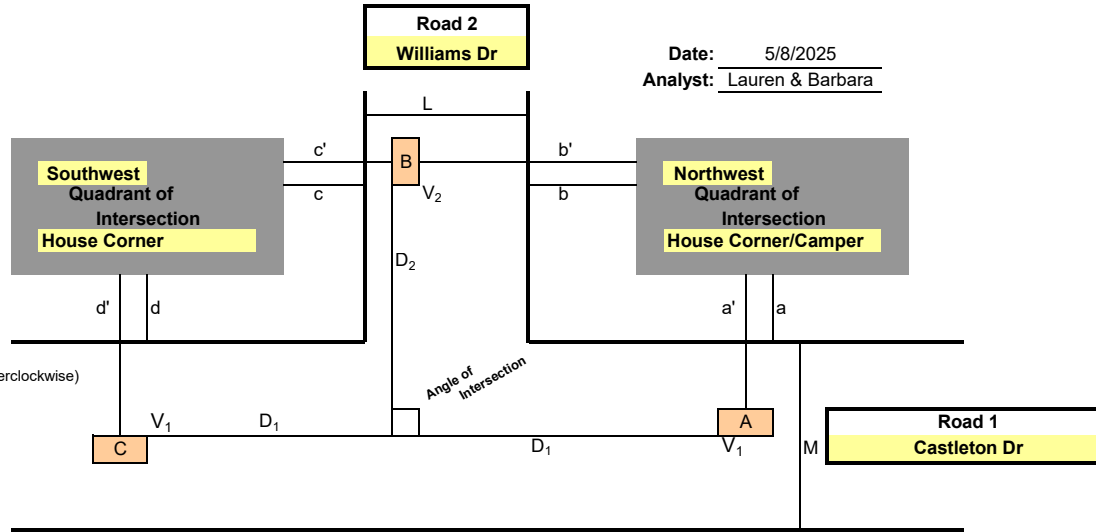 Road 2
Williams Dr
Date: 5/8/2025
Analyst: Lauren & Barbara
L
c' B b'
Southwest
Quadrant of
Intersection
House Corner
c V₂ b
Northwest
Quadrant of
Intersection
House Corner/Camper
D₂
d' d a' a
erclockwise)
Angle of
Intersection
V₁ D₁ A
C D₁ V₁ M
Road 1
Castleton Dr